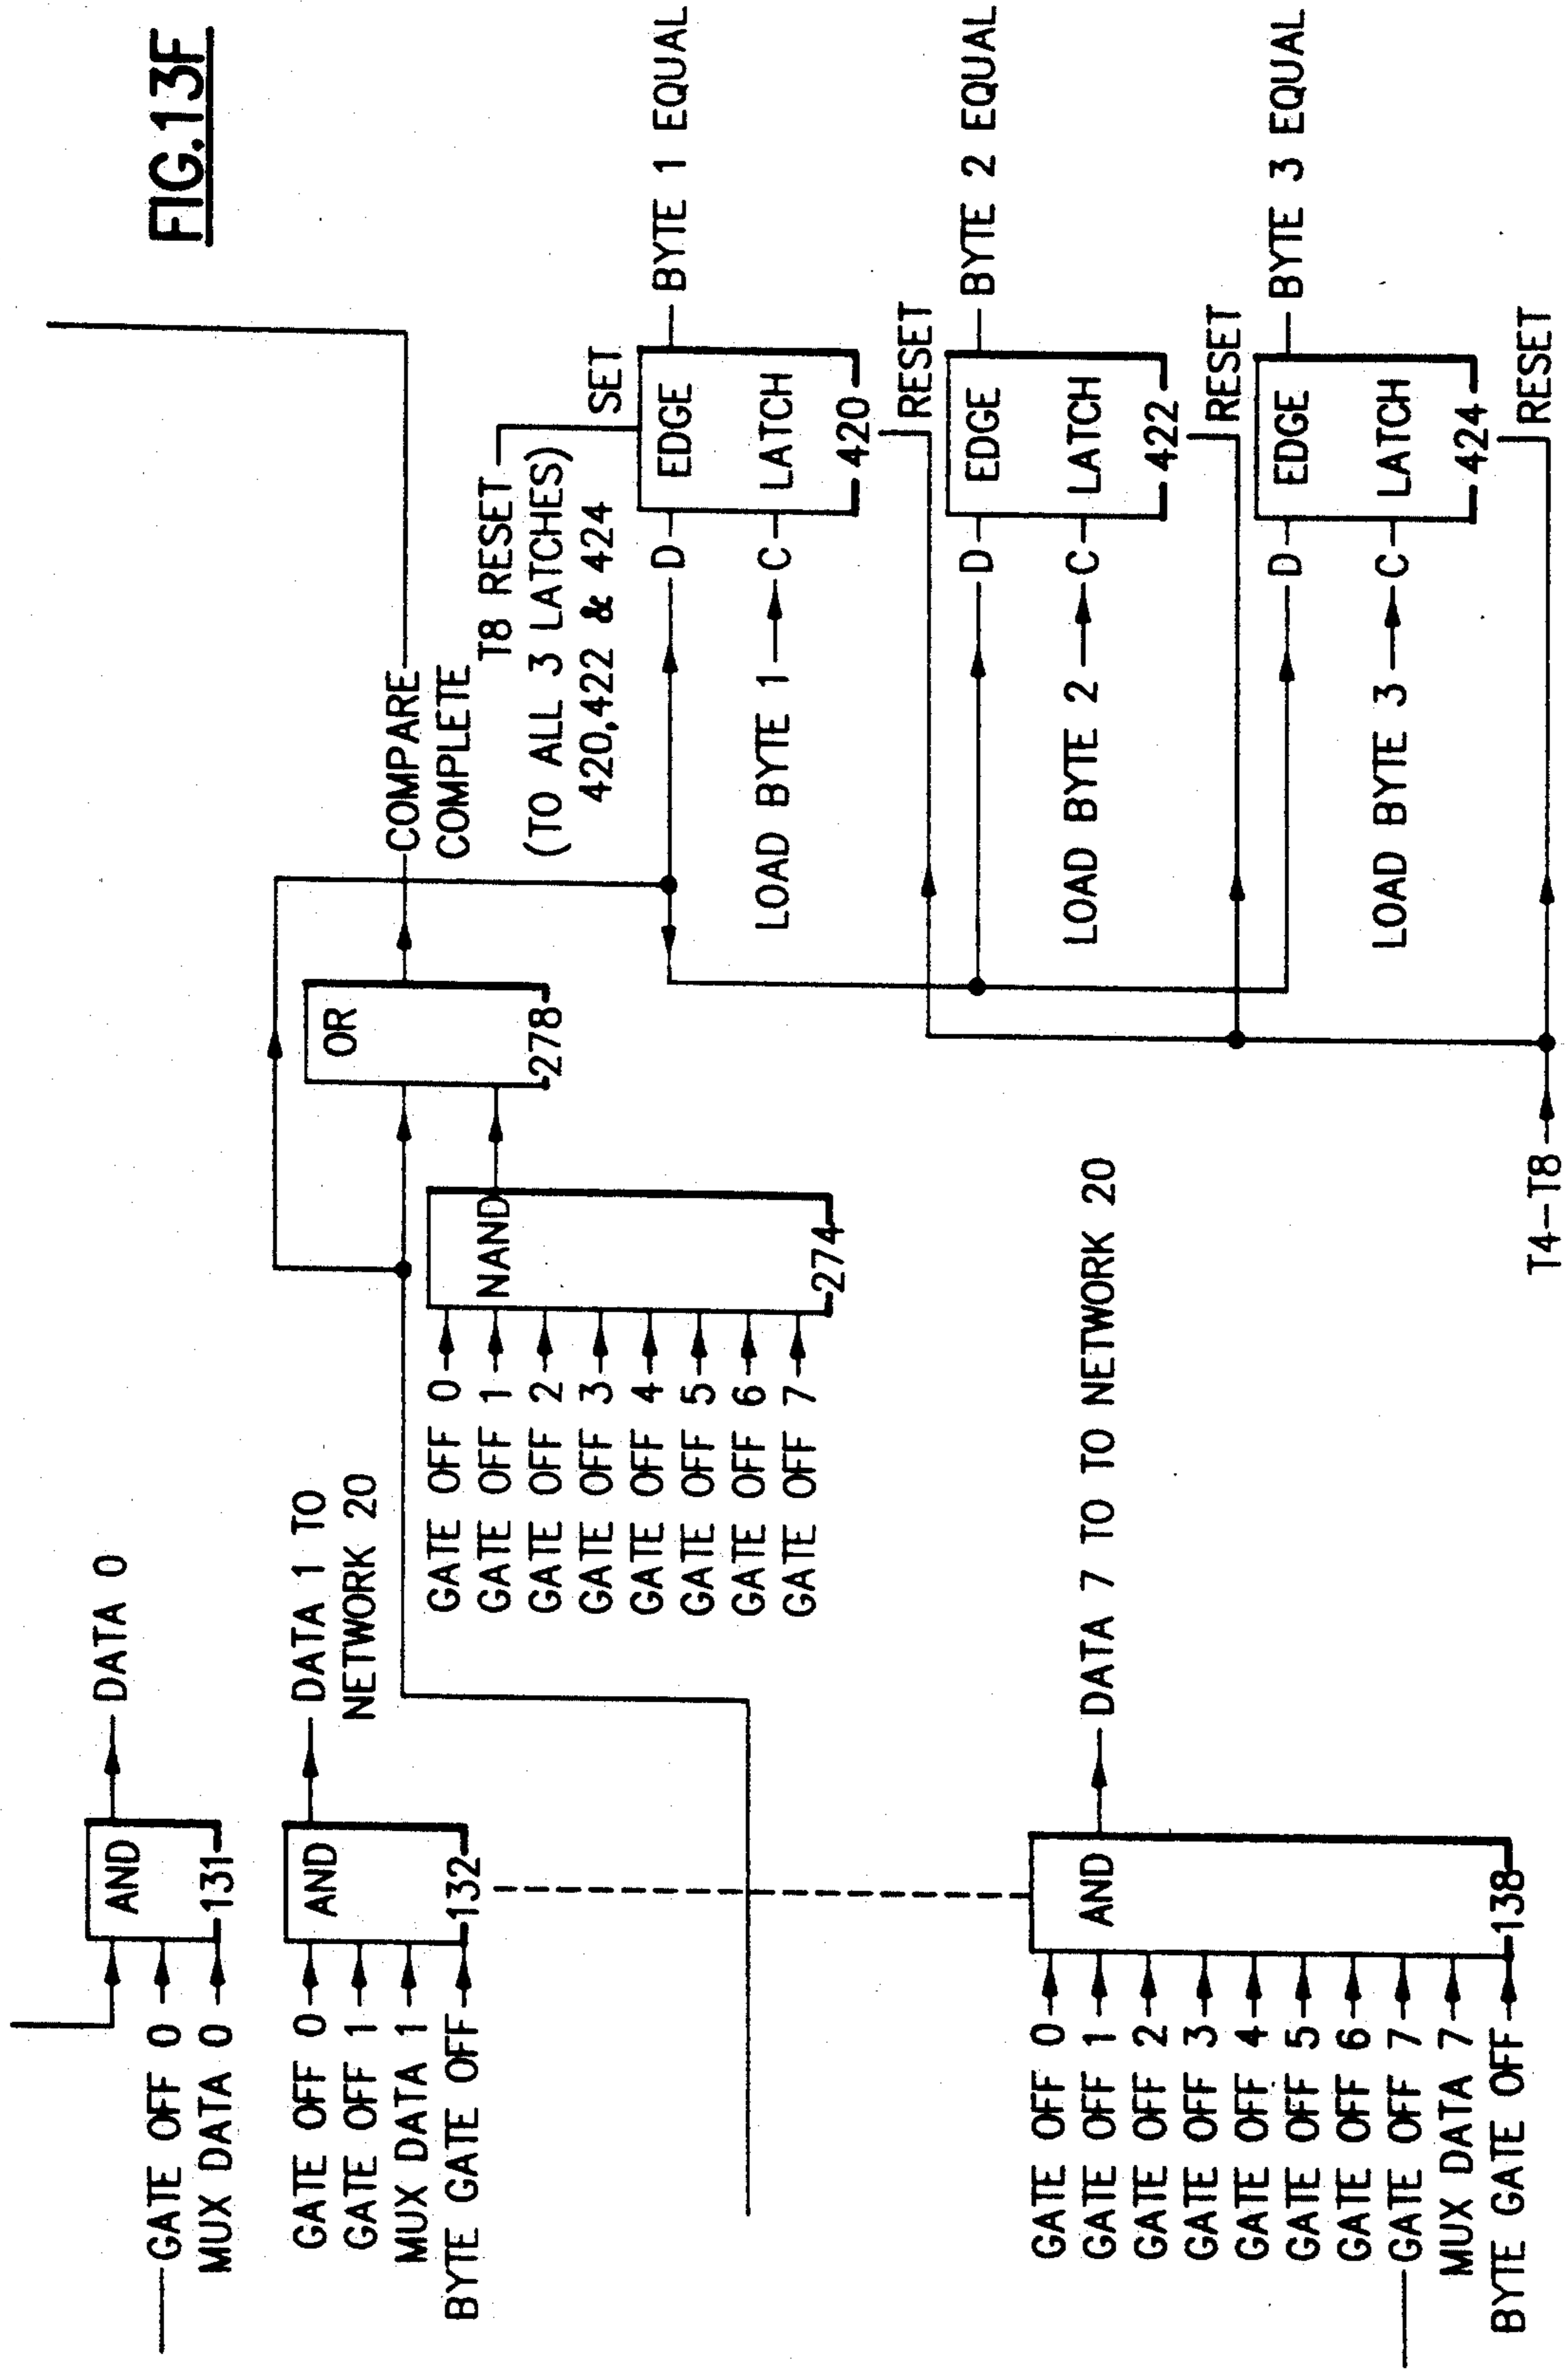 FIG.13F
GATE OFF 0
MUX DATA 0
AND
131
DATA 0
GATE OFF 0
GATE OFF 1
MUX DATA 1
BYTE GATE OFF
AND
132
DATA 1 TO
NETWORK 20
GATE OFF 0
GATE OFF 1
GATE OFF 2
GATE OFF 3
GATE OFF 4
GATE OFF 5
GATE OFF 6
GATE OFF 7
NAND
274
OR
278
COMPARE
COMPLETE
T8 RESET
(TO ALL 3 LATCHES)
420,422 & 424
SET
D
EDGE
BYTE 1 EQUAL
LOAD BYTE 1
C
LATCH
420
RESET
D
EDGE
BYTE 2 EQUAL
LOAD BYTE 2
C
LATCH
422
RESET
D
EDGE
BYTE 3 EQUAL
LOAD BYTE 3
C
LATCH
424
RESET
T4-T8
GATE OFF 0
GATE OFF 1
GATE OFF 2
GATE OFF 3
GATE OFF 4
GATE OFF 5
GATE OFF 6
GATE OFF 7
MUX DATA 7
BYTE GATE OFF
AND
138
DATA 7 TO TO NETWORK 20